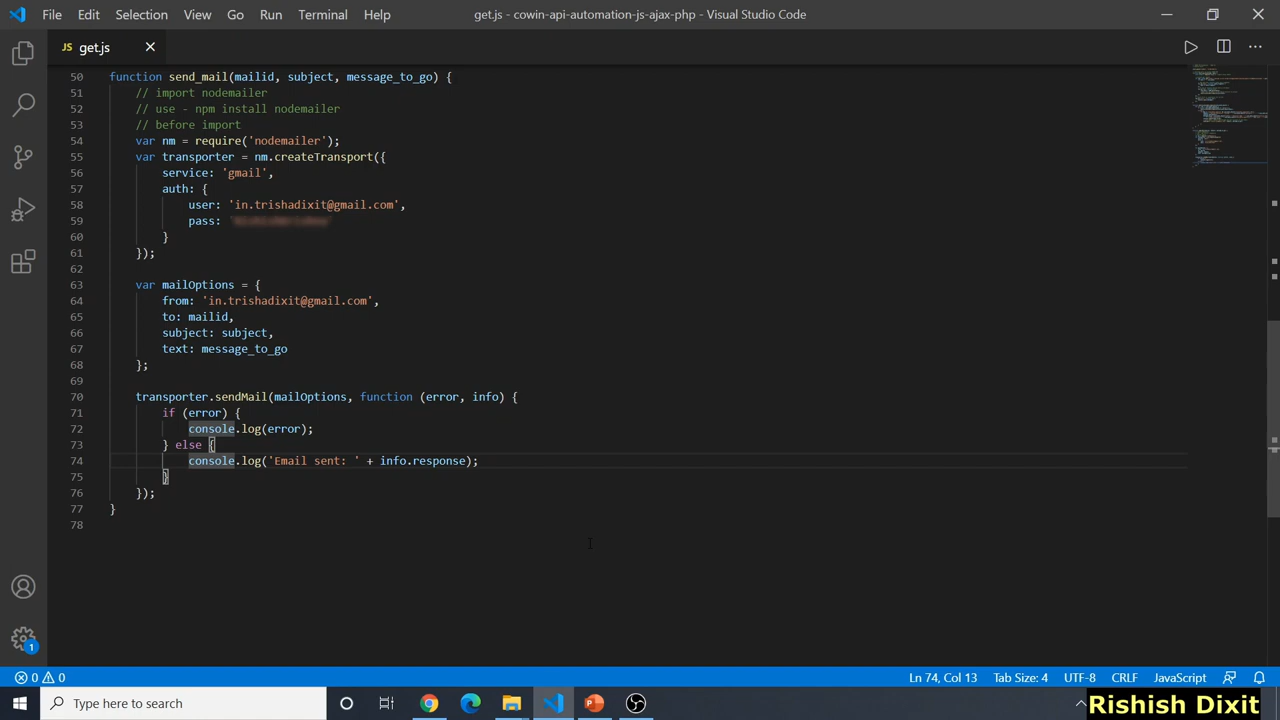 File Edit Selection View Go Run Terminal Help get.js - cowin-api-automation-js-ajax-php - Visual Studio Code
JS get.js
50 function send_mail(mailid, subject, message_to_go) {
51 // import nodemailer
52 // use - npm install nodemailer
53 // before import
54 var nm = require('nodemailer');
55 var transporter = nm.createTransport({
56 service: 'gmail',
57 auth: {
58 user: 'in.trishadixit@gmail.com',
59 pass:
60 }
61 });
62
63 var mailOptions = {
64 from: 'in.trishadixit@gmail.com',
65 to: mailid,
66 subject: subject,
67 text: message_to_go
68 };
69
70 transporter.sendMail(mailOptions, function (error, info) {
71 if (error) {
72 console.log(error);
73 } else {
74 console.log('Email sent: ' + info.response);
75 }
76 });
77 }
78
1
0 0 Ln 74, Col 13 Tab Size: 4 UTF-8 CRLF JavaScript
Type here to search
Rishish Dixit